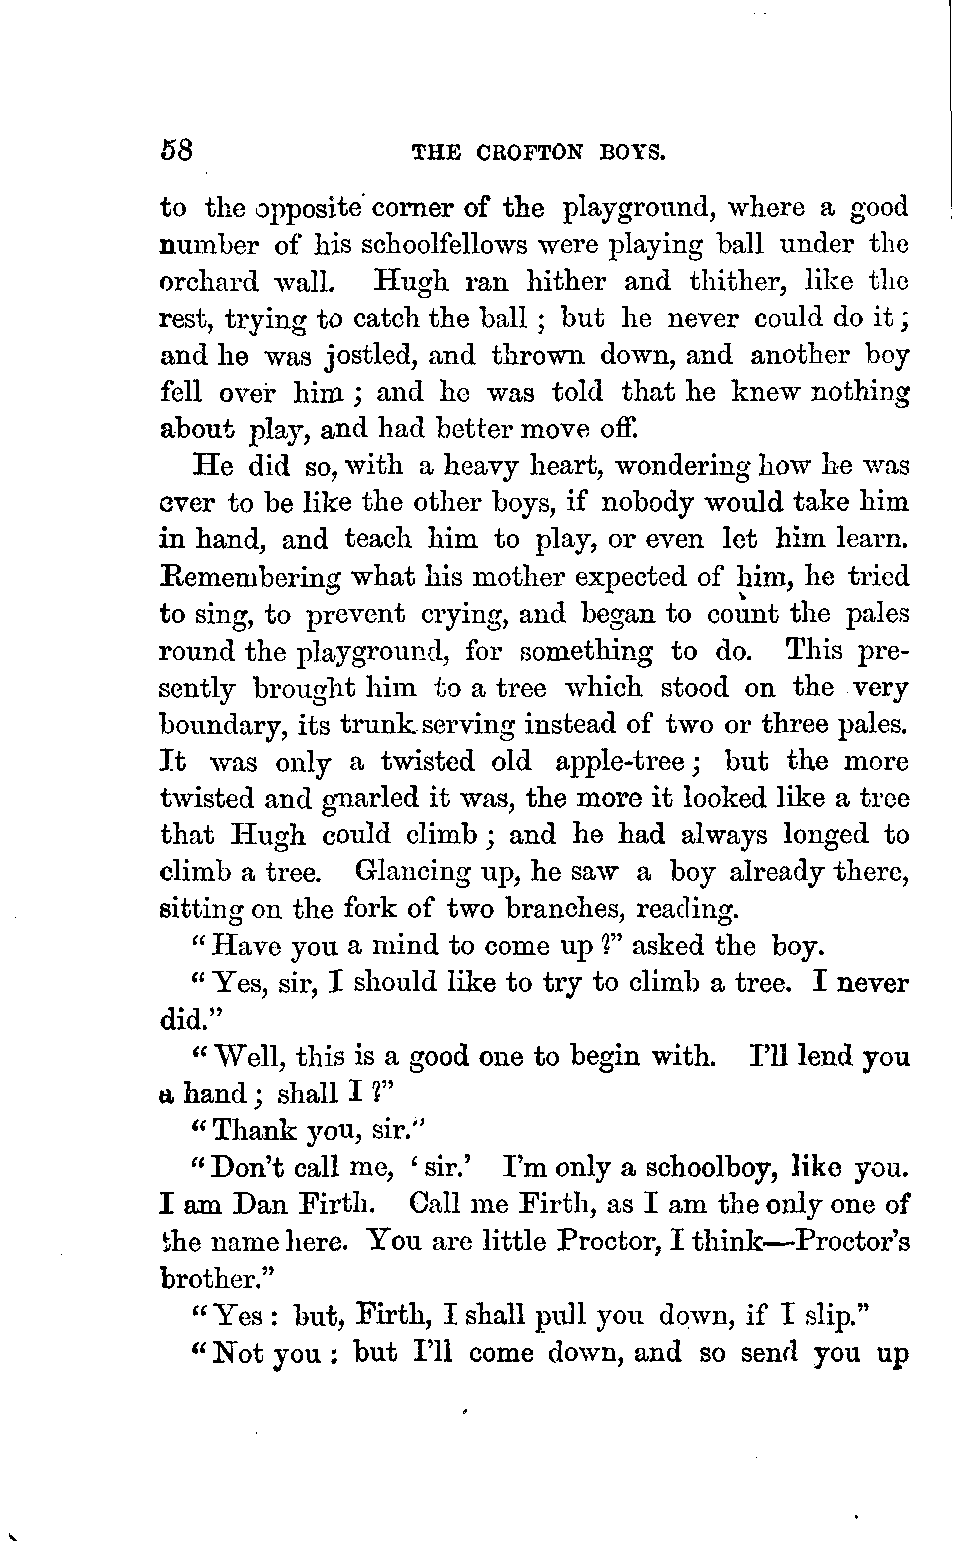 58 THE CROFTON BOYS.
to the opposite corner of the playground, where a good
number of his schoolfellows were playing ball under the
orchard wall. Hugh ran hither and thither, like the
rest, trying to catch the ball ; but he never could do it ;
and he was jostled, and thrown down, and another boy
fell over him ; and he was told that he knew nothing
about play, and had better move off.
He did so, with a heavy heart, wondering how he was
ever to be like the other boys, if nobody would take him
in hand, and teach him to play, or even let him learn.
Remembering what his mother expected of him, he tried
to sing, to prevent crying, and began to count the pales
round the playground, for something to do. This pre-
sently brought him to a tree which stood on the very
boundary, its trunk serving instead of two or three pales.
It was only a twisted old apple-tree ; but the more
twisted and gnarled it was, the more it looked like a tree
that Hugh could climb ; and he had always longed to
climb a tree. Glancing up, he saw a boy already there,
sitting on the fork of two branches, reading.
"Have you a mind to come up ?" asked the boy.
"Yes, sir, I should like to try to climb a tree. I never
did."
"Well, this is a good one to begin with. I'll lend you
a hand ; shall I ?"
"Thank you, sir."
"Don't call me, 'sir.' I'm only a schoolboy, like you.
I am Dan Firth. Call me Firth, as I am the only one of
the name here. You are little Proctor, I think—Proctor's
brother."
"Yes : but, Firth, I shall pull you down, if I slip."
"Not you : but I'll come down, and so send you up